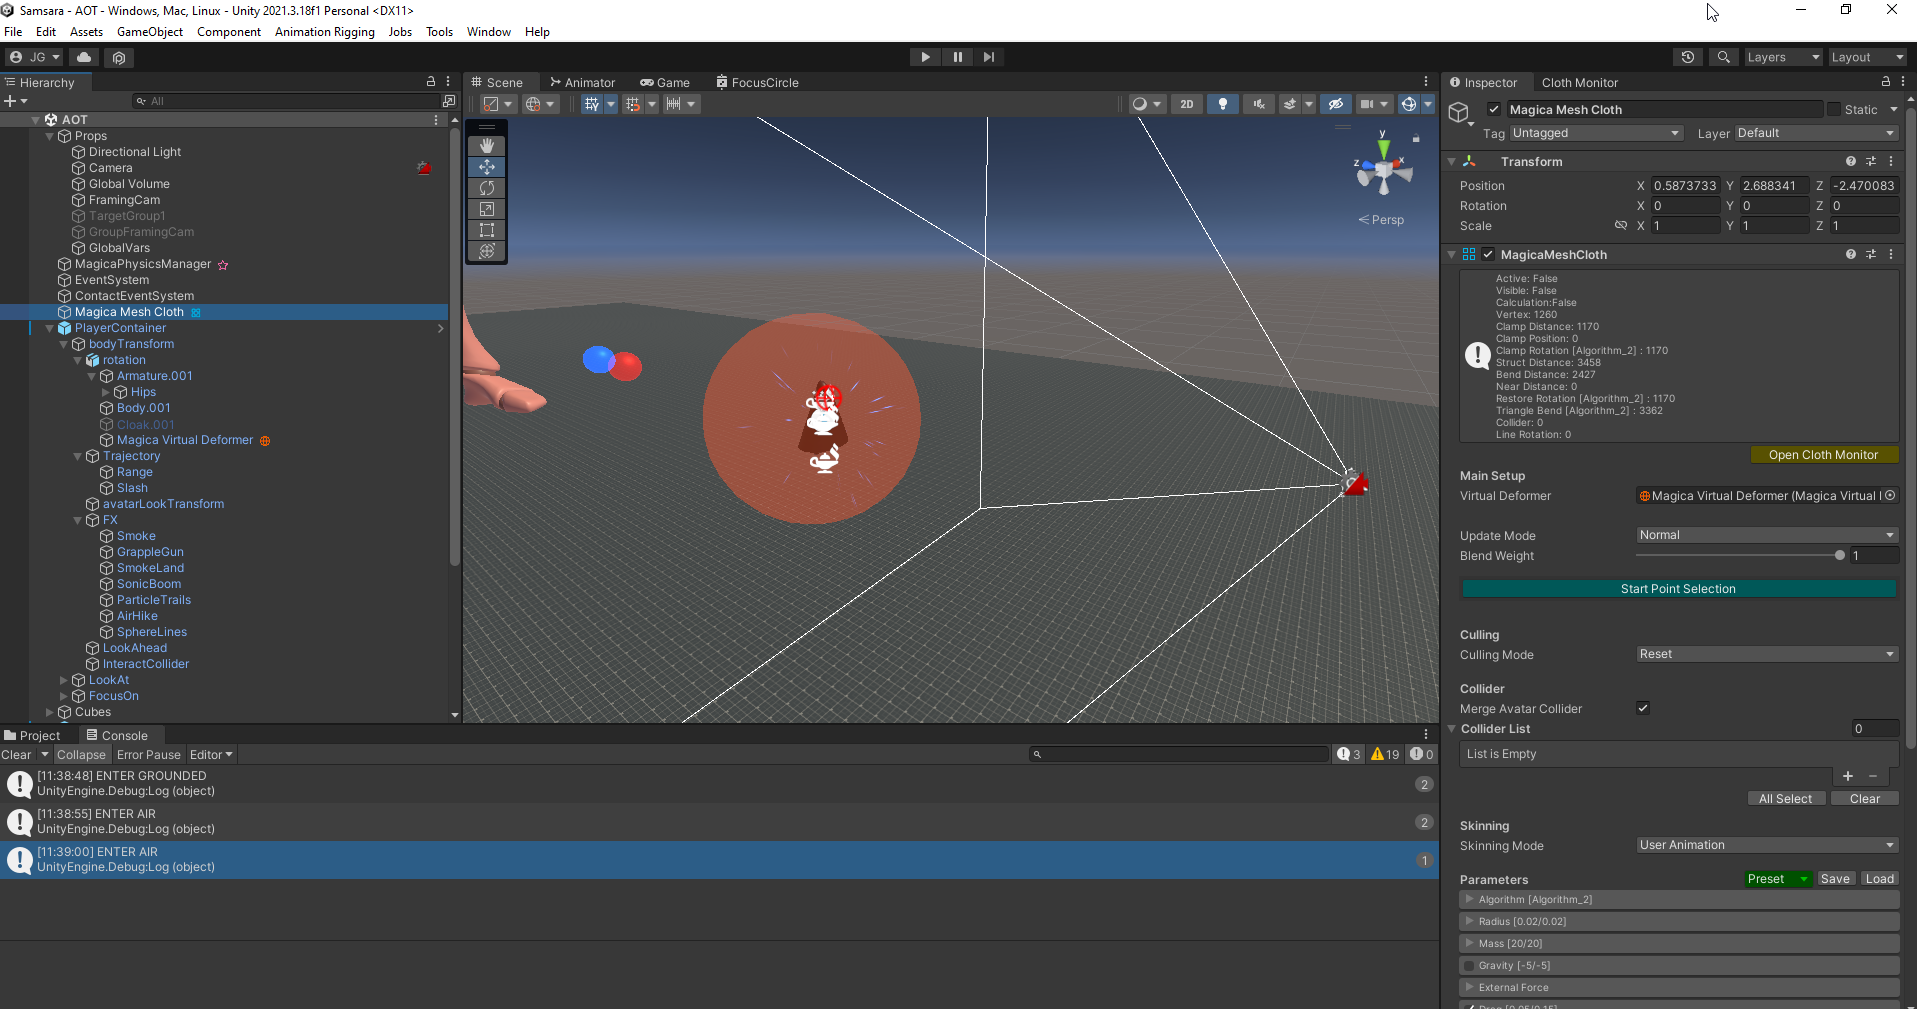 Samsara - AOT - Windows, Mac, Linux - Unity 2021.3.18f1 Personal <DX11>
File Edit Assets GameObject Component Animation Rigging Jobs Tools Window Help
JG Layers Layout
Hierarchy
All
AOT
Props
Directional Light
Camera
Global Volume
FramingCam
TargetGroup1
GroupFramingCam
GlobalVars
MagicaPhysicsManager
EventSystem
ContactEventSystem
Magica Mesh Cloth
PlayerContainer
bodyTransform
rotation
Armature.001
Hips
Body.001
Cloak.001
Magica Virtual Deformer
Trajectory
Range
Slash
avatarLookTransform
FX
Smoke
GrappleGun
SmokeLand
SonicBoom
ParticleTrails
AirHike
SphereLines
LookAhead
InteractCollider
LookAt
FocusOn
Cubes
Scene Animator Game FocusCircle
2D
y
z x
Persp
Project Console
Clear Collapse Error Pause Editor 3 19 0
[11:38:48] ENTER GROUNDED
UnityEngine.Debug:Log (object)
2
[11:38:55] ENTER AIR
UnityEngine.Debug:Log (object)
2
[11:39:00] ENTER AIR
UnityEngine.Debug:Log (object)
1
Inspector Cloth Monitor
Magica Mesh Cloth Static
Tag Untagged Layer Default
Transform
Position X 0.5873733 Y 2.688341 Z -2.470083
Rotation X 0 Y 0 Z 0
Scale X 1 Y 1 Z 1
MagicaMeshCloth
Active: False
Visible: False
Calculation:False
Vertex: 1260
Clamp Distance: 1170
Clamp Position: 0
Clamp Rotation [Algorithm_2] : 1170
Struct Distance: 3458
Bend Distance: 2427
Near Distance: 0
Restore Rotation [Algorithm_2] : 1170
Triangle Bend [Algorithm_2] : 3362
Collider: 0
Line Rotation: 0
Open Cloth Monitor
Main Setup
Virtual Deformer Magica Virtual Deformer (Magica Virtual
Update Mode Normal
Blend Weight 1
Start Point Selection
Culling
Culling Mode Reset
Collider
Merge Avatar Collider
Collider List 0
List is Empty
+ −
All Select Clear
Skinning
Skinning Mode User Animation
Parameters Preset Save Load
Algorithm [Algorithm_2]
Radius [0.02/0.02]
Mass [20/20]
Gravity [-5/-5]
External Force